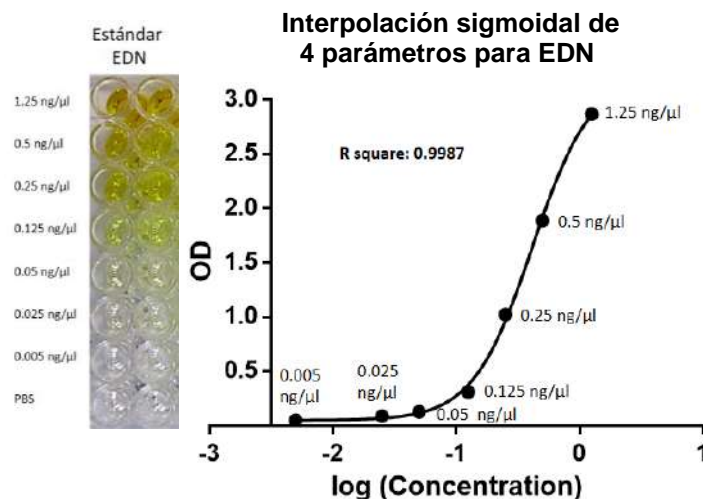 Estándar
EDN
1.25 ng/µl
0.5 ng/µl
0.25 ng/µl
0.125 ng/µl
0.05 ng/µl
0.025 ng/µl
0.005 ng/µl
PBS
Interpolación sigmoidal de
4 parámetros para EDN
R square: 0.9987
OD
3.0
2.5
2.0
1.5
1.0
0.5
1.25 ng/µl
0.5 ng/µl
0.25 ng/µl
0.125 ng/µl
0.05 ng/µl
0.025
ng/µl
0.005
ng/µl
-3
-2
-1
0
1
log (Concentration)